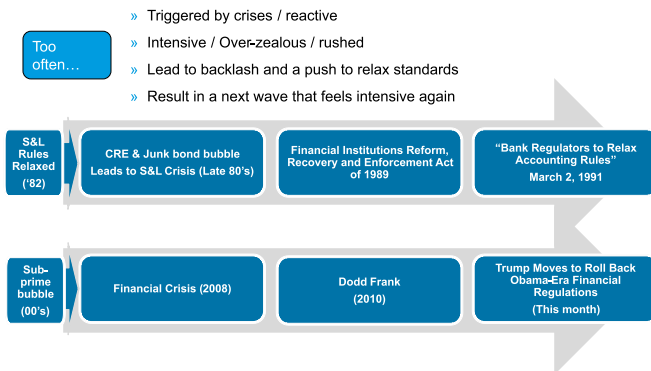 Too
often…
» Triggered by crises / reactive
» Intensive / Over-zealous / rushed
» Lead to backlash and a push to relax standards
» Result in a next wave that feels intensive again
S&L
Rules
Relaxed
('82)
CRE & Junk bond bubble
Leads to S&L Crisis (Late 80's)
Financial Institutions Reform,
Recovery and Enforcement Act
of 1989
“Bank Regulators to Relax
Accounting Rules”
March 2, 1991
Sub-
prime
bubble
(00's)
Financial Crisis (2008)
Dodd Frank
(2010)
Trump Moves to Roll Back
Obama-Era Financial
Regulations
(This month)